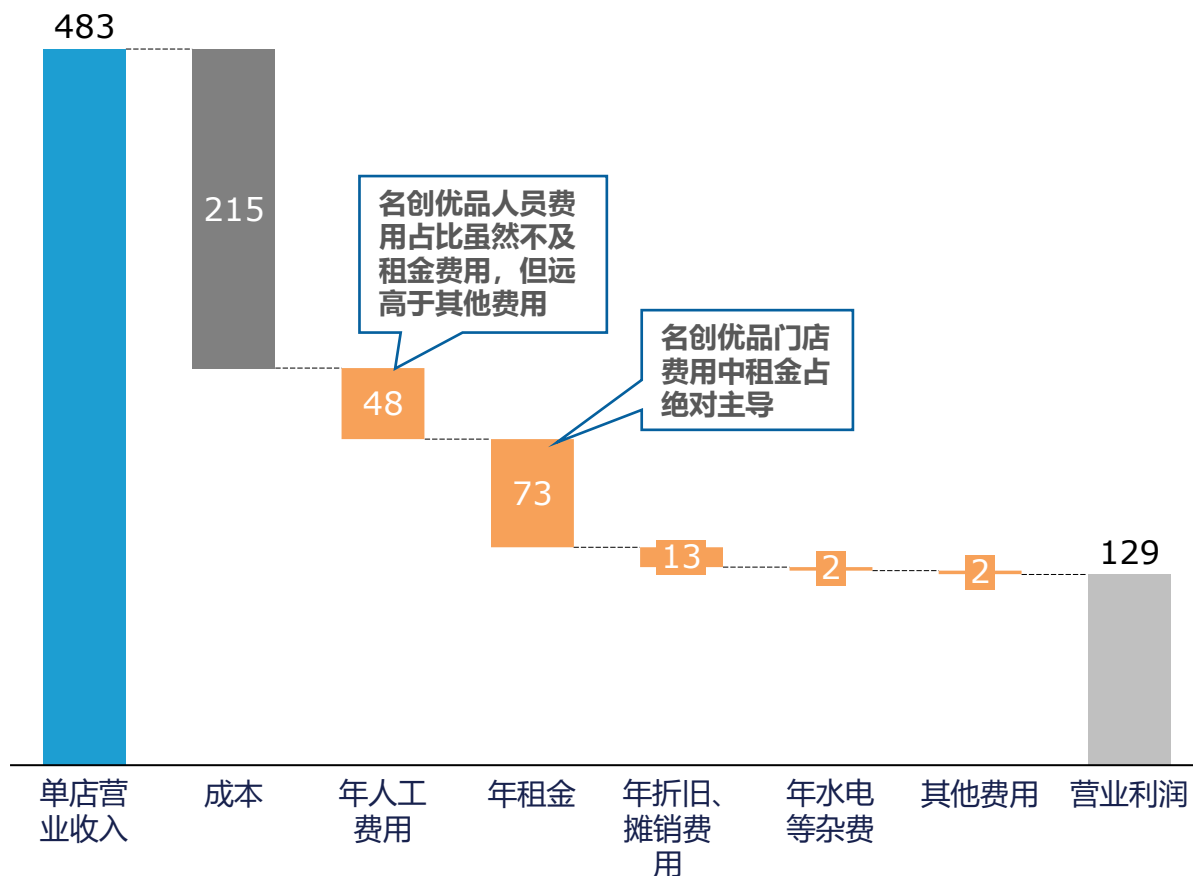 483
215
名创优品人员费
用占比虽然不及
租金费用，但远
高于其他费用
48
名创优品门店
费用中租金占
绝对主导
73
13
2
2
129
单店营
业收入
成本
年人工
费用
年租金
年折旧、
摊销费
用
年水电
等杂费
其他费用
营业利润